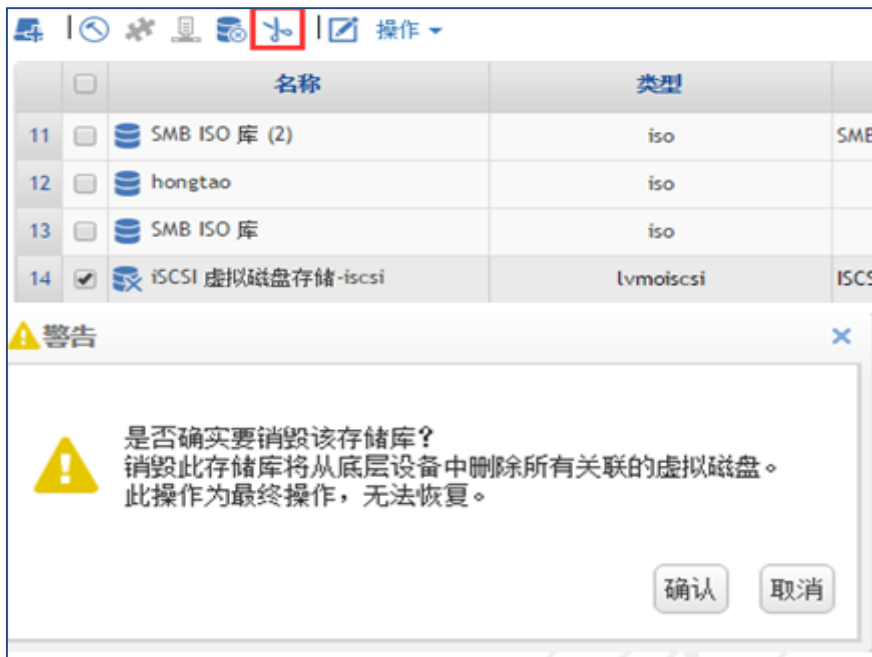 操作
名称 类型
11 SMB ISO 库 (2) iso SME
12 hongtao iso
13 SMB ISO 库 iso
14 iSCSI 虚拟磁盘存储-iscsi lvmoiscsi ISCS
警告
是否确实要销毁该存储库?
销毁此存储库将从底层设备中删除所有关联的虚拟磁盘。
此操作为最终操作，无法恢复。
确认 取消